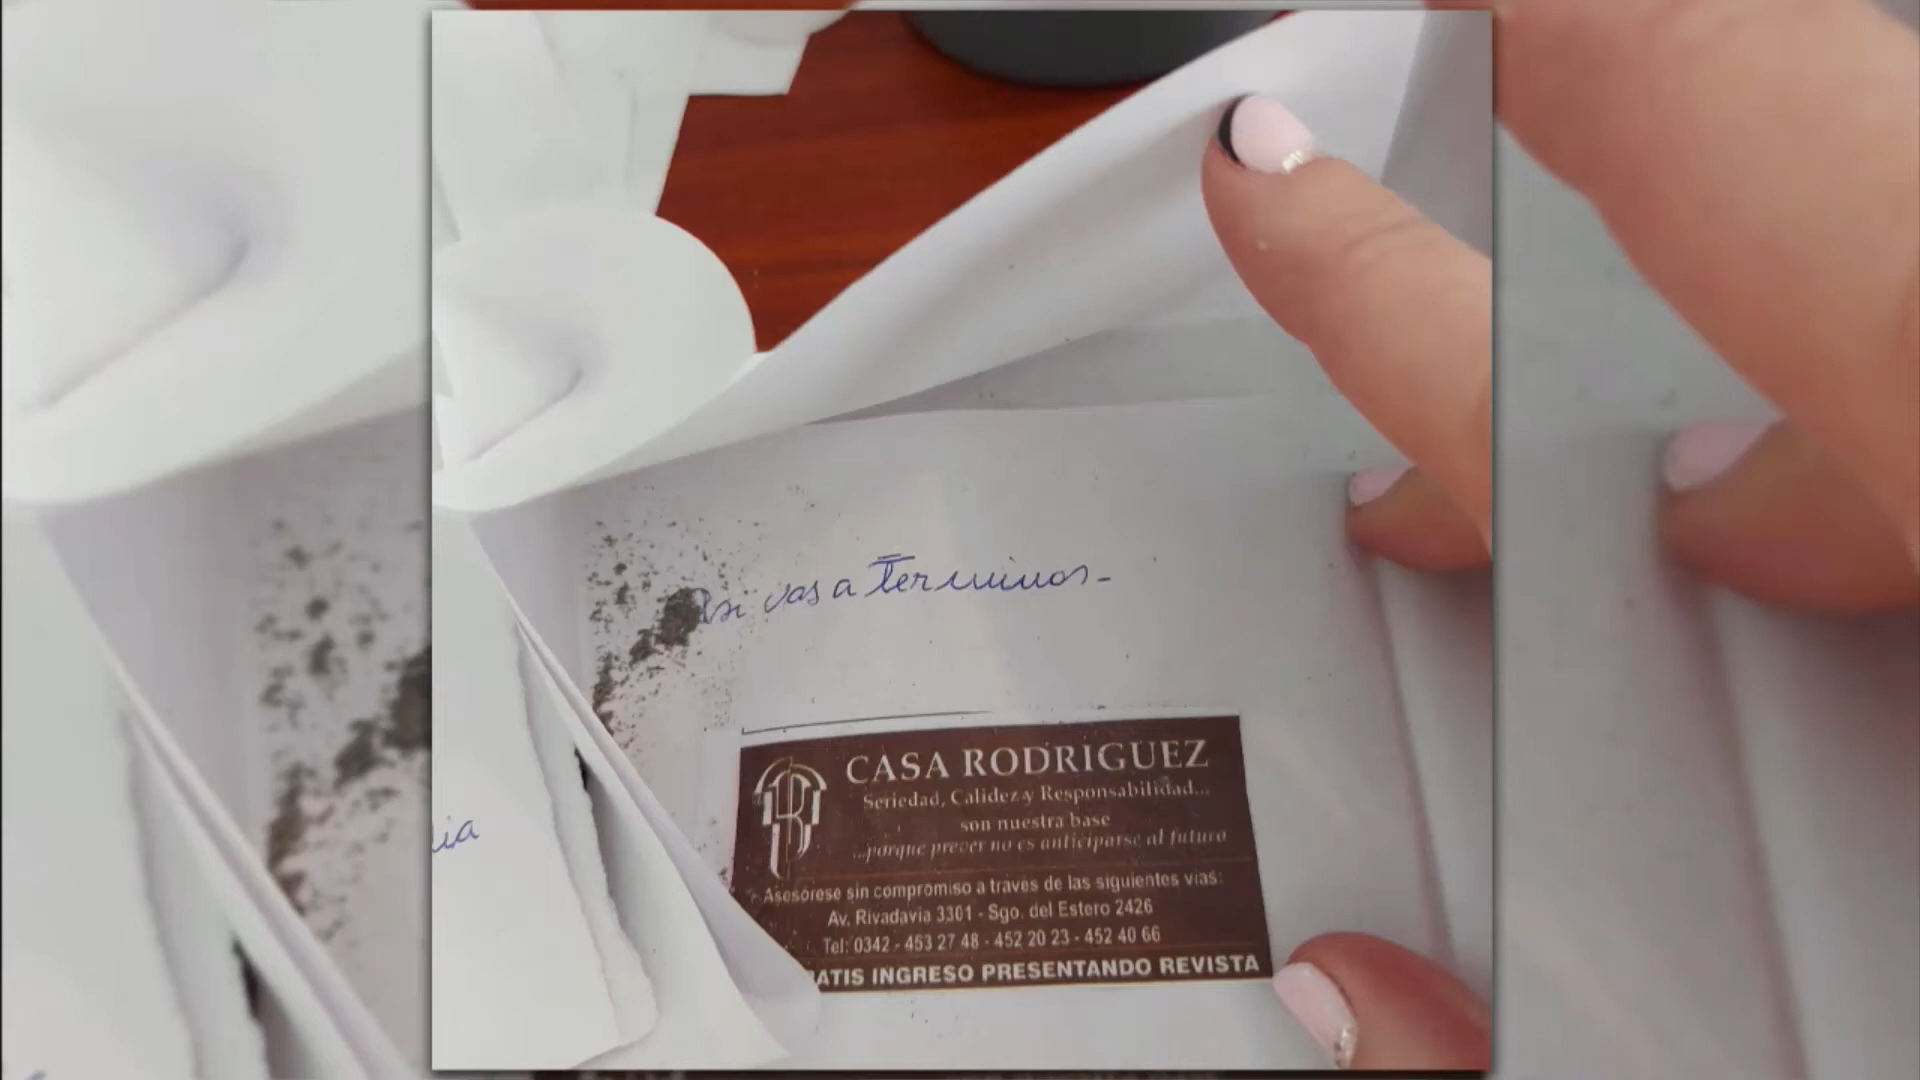 Asi vas a Terminar-
CASA RODRIGUEZ
Seriedad, Calidez y Responsabilidad...
son nuestra base
...porque prever no es anticiparse al futuro
Asesórese sin compromiso a través de las siguientes vías:
Av. Rivadavia 3301 - Sgo. del Estero 2426
Tel: 0342 - 453 27 48 - 452 20 23 - 452 40 66
ATIS INGRESO PRESENTANDO REVISTA